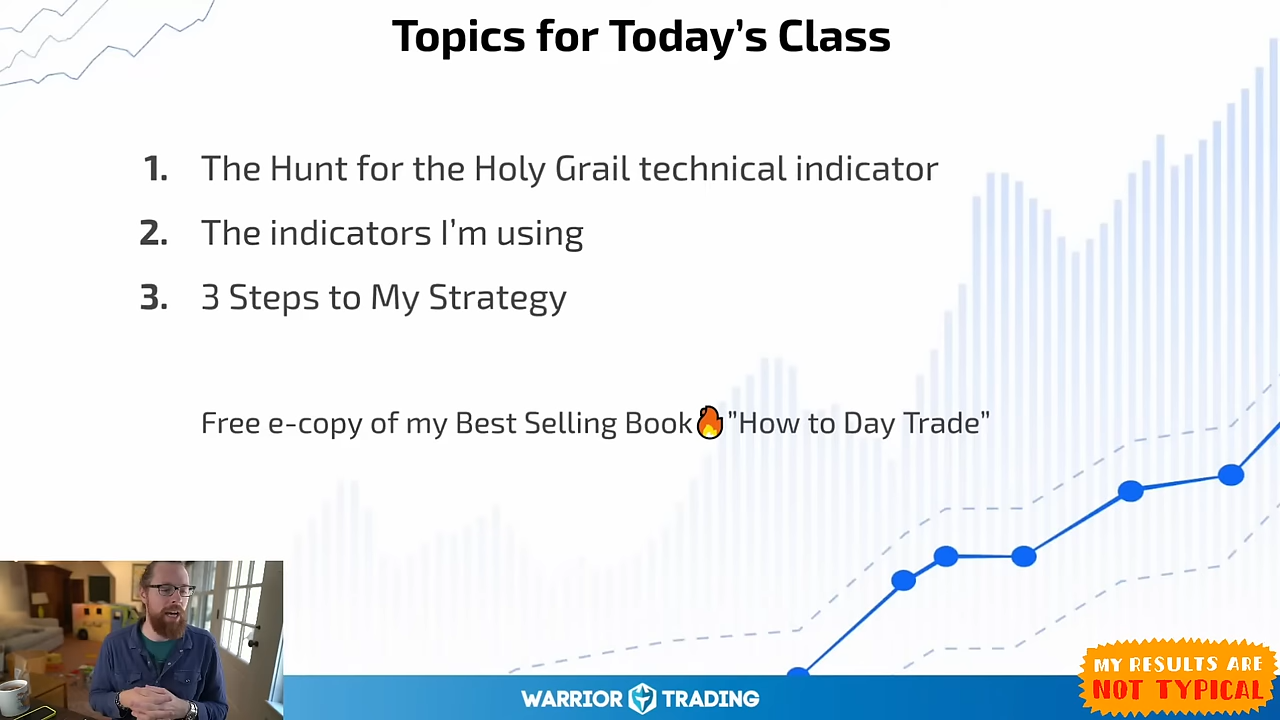 Topics for Today’s Class
1. The Hunt for the Holy Grail technical indicator
2. The indicators I’m using
3. 3 Steps to My Strategy
Free e-copy of my Best Selling Book🔥”How to Day Trade”
MY RESULTS ARE
NOT TYPICAL
WARRIOR TRADING